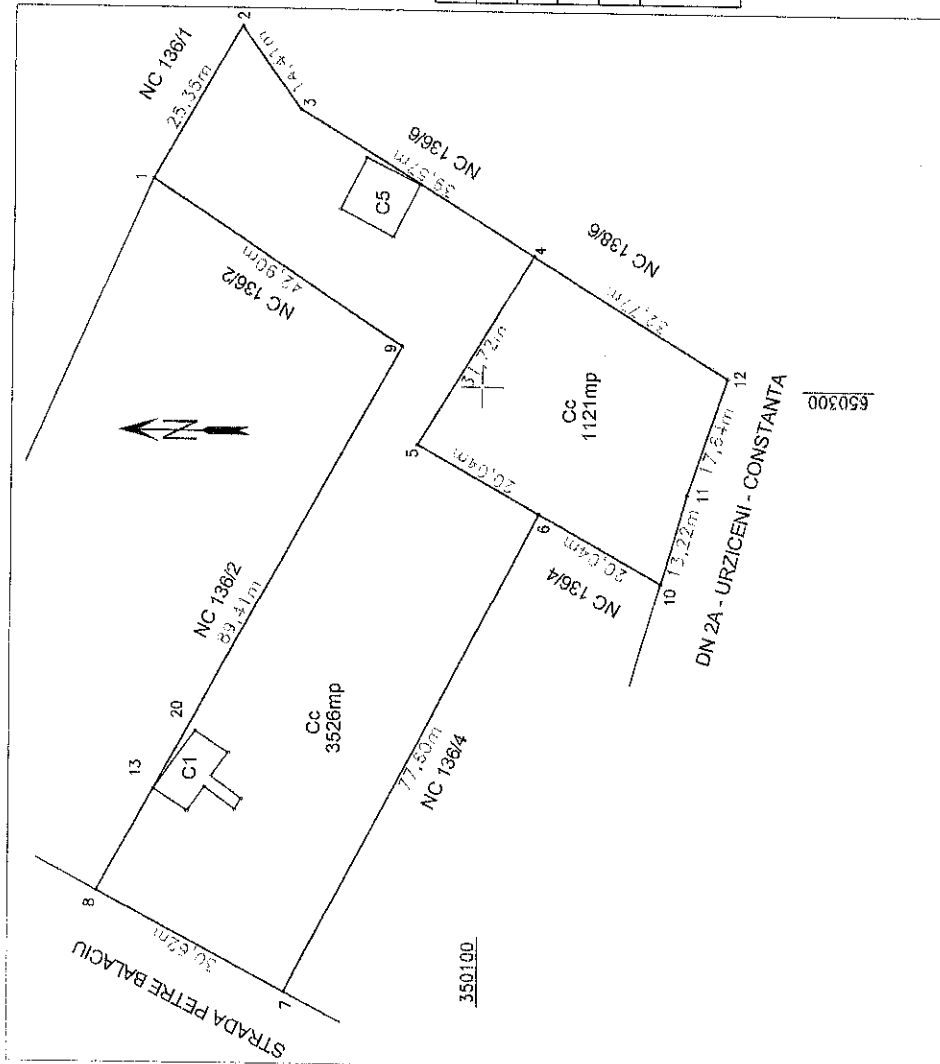 2
NC 136/1
25,35m
14,41m
1
3
NC 136/6
39,57m
C5
NC 136/2
42,90m
9
4
NC 138/6
32,77m
N
31,72m
Cc
1121mp
12
650300
5
20,04m
17,84m
11
13,22m
DN 2A - URZICENI - CONSTANTA
6
20,04m
NC 136/4
10
NC 136/2
89,41m
20
13
C1
Cc
3526mp
77,50m
NC 136/4
8
30,62m
STRADA PETRE BALACIU
7
350100